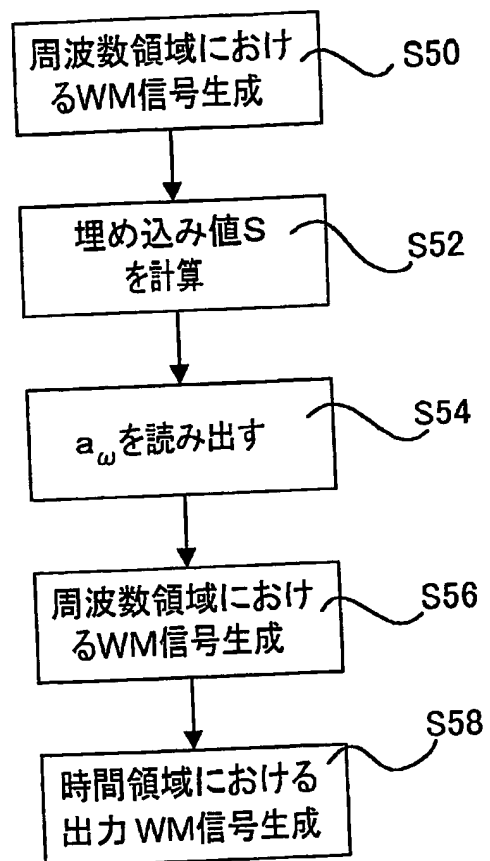 周波数領域におけ
るWM信号生成
S50
埋め込み値S
を計算
S52
aωを読み出す
S54
周波数領域におけ
るWM信号生成
S56
時間領域における
出力WM信号生成
S58